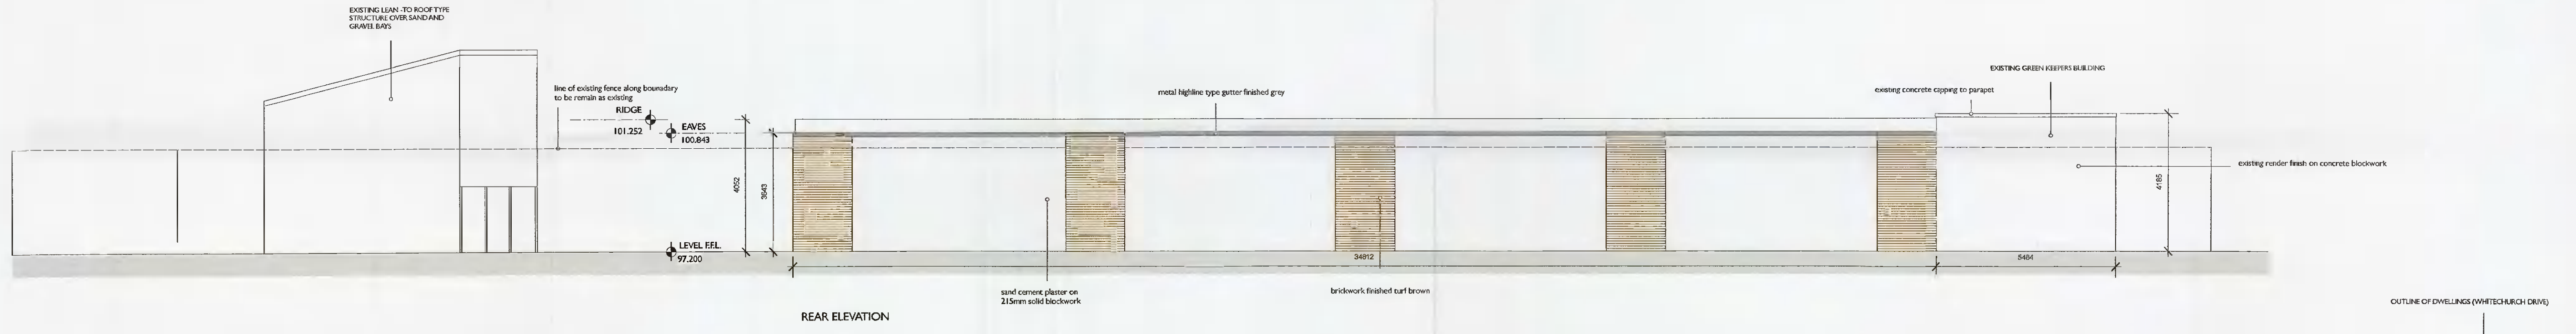 EXISTING LEAN -TO ROOF TYPE
STRUCTURE OVER SAND AND
GRAVEL BAYS
line of existing fence along bounadary
to be remain as existing
RIDGE
101.252
EAVES
100.843
4052
3643
LEVEL F.F.L.
97.200
metal highline type gutter finished grey
existing concrete capping to parapet
EXISTING GREEN KEEPERS BUILDING
existing render finish on concrete blockwork
4185
34812
5484
sand cement plaster on
215mm solid blockwork
brickwork finished turf brown
REAR ELEVATION
OUTLINE OF DWELLINGS (WHITECHURCH DRIVE)